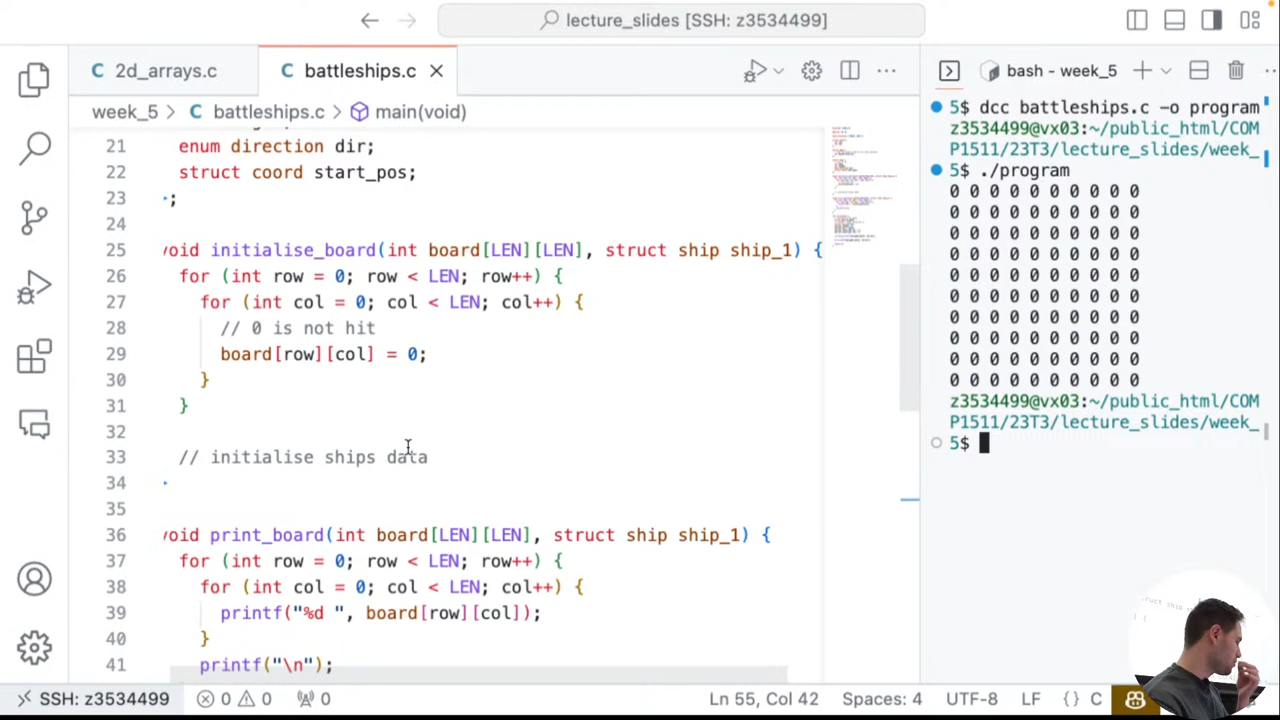 lecture_slides [SSH: z3534499]
2d_arrays.c
battleships.c
week_5 > battleships.c > main(void)
21 enum direction dir;
22 struct coord start_pos;
23 ;
24
25 void initialise_board(int board[LEN][LEN], struct ship ship_1) {
26 for (int row = 0; row < LEN; row++) {
27 for (int col = 0; col < LEN; col++) {
28 // 0 is not hit
29 board[row][col] = 0;
30 }
31 }
32
33 // initialise ships data
34
35
36 void print_board(int board[LEN][LEN], struct ship ship_1) {
37 for (int row = 0; row < LEN; row++) {
38 for (int col = 0; col < LEN; col++) {
39 printf("%d ", board[row][col]);
40 }
41 printf("\n");
bash - week_5
5$ dcc battleships.c -o program
z3534499@vx03:~/public_html/COM
P1511/23T3/lecture_slides/week_
5$ ./program
0 0 0 0 0 0 0 0 0 0
0 0 0 0 0 0 0 0 0 0
0 0 0 0 0 0 0 0 0 0
0 0 0 0 0 0 0 0 0 0
0 0 0 0 0 0 0 0 0 0
0 0 0 0 0 0 0 0 0 0
0 0 0 0 0 0 0 0 0 0
0 0 0 0 0 0 0 0 0 0
0 0 0 0 0 0 0 0 0 0
0 0 0 0 0 0 0 0 0 0
z3534499@vx03:~/public_html/COM
P1511/23T3/lecture_slides/week_
5$
SSH: z3534499 0 0 0 Ln 55, Col 42 Spaces: 4 UTF-8 LF {} C